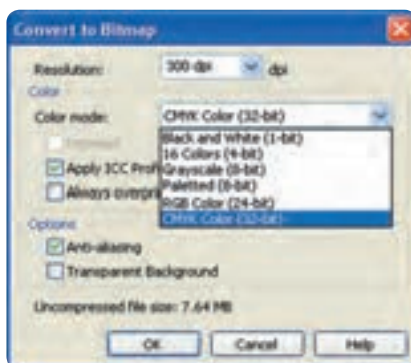 Convert to Bitmap
Resolution: 300 dpi dpi
Color
Color mode: CMYK Color (32-bit)
Black and White (1-bit)
16 Colors (4-bit)
Apply ICC Prof Grayscale (8-bit)
Paletted (8-bit)
Always overpri RGB Color (24-bit)
CMYK Color (32-bit)
Options
Anti-aliasing
Transparent Background
Uncompressed file size: 7.64 MB
OK Cancel Help